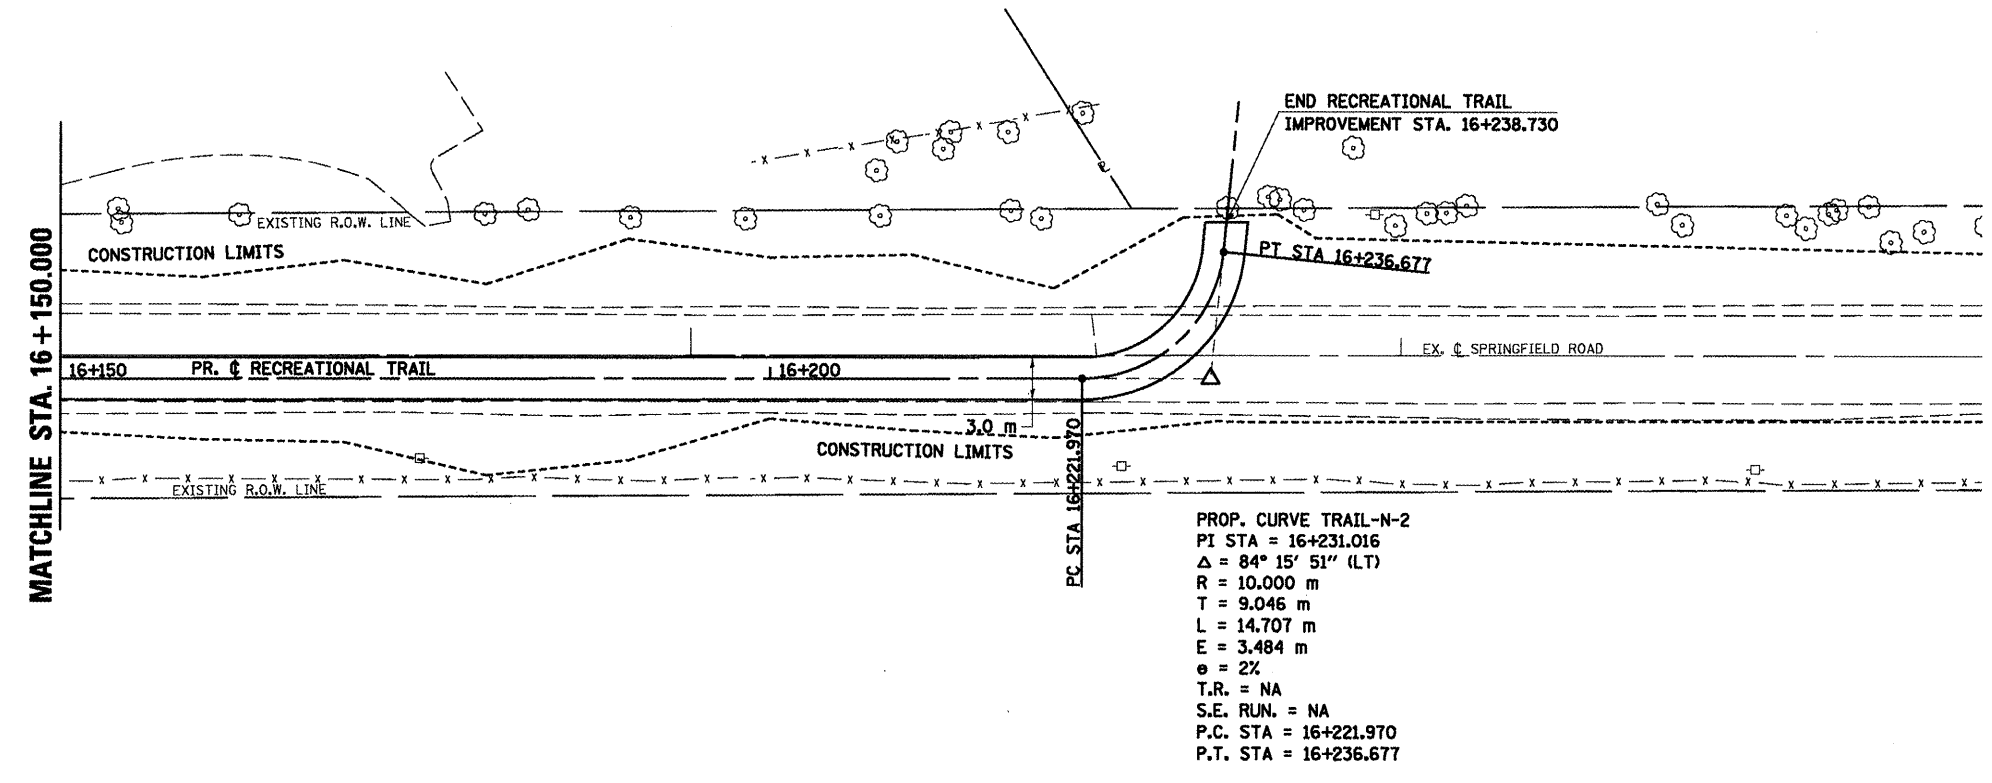 END RECREATIONAL TRAIL
IMPROVEMENT STA. 16+238.730
EXISTING R.O.W. LINE
CONSTRUCTION LIMITS
PT STA 16+236.677
MATCHLINE STA. 16+150.000
EX. ℄ SPRINGFIELD ROAD
16+150
PR. ℄ RECREATIONAL TRAIL
16+200
3.0 m
CONSTRUCTION LIMITS
PC STA 16+221.970
EXISTING R.O.W. LINE
PROP. CURVE TRAIL-N-2
PI STA = 16+231.016
Δ = 84° 15' 51" (LT)
R = 10.000 m
T = 9.046 m
L = 14.707 m
E = 3.484 m
e = 2%
T.R. = NA
S.E. RUN. = NA
P.C. STA = 16+221.970
P.T. STA = 16+236.677